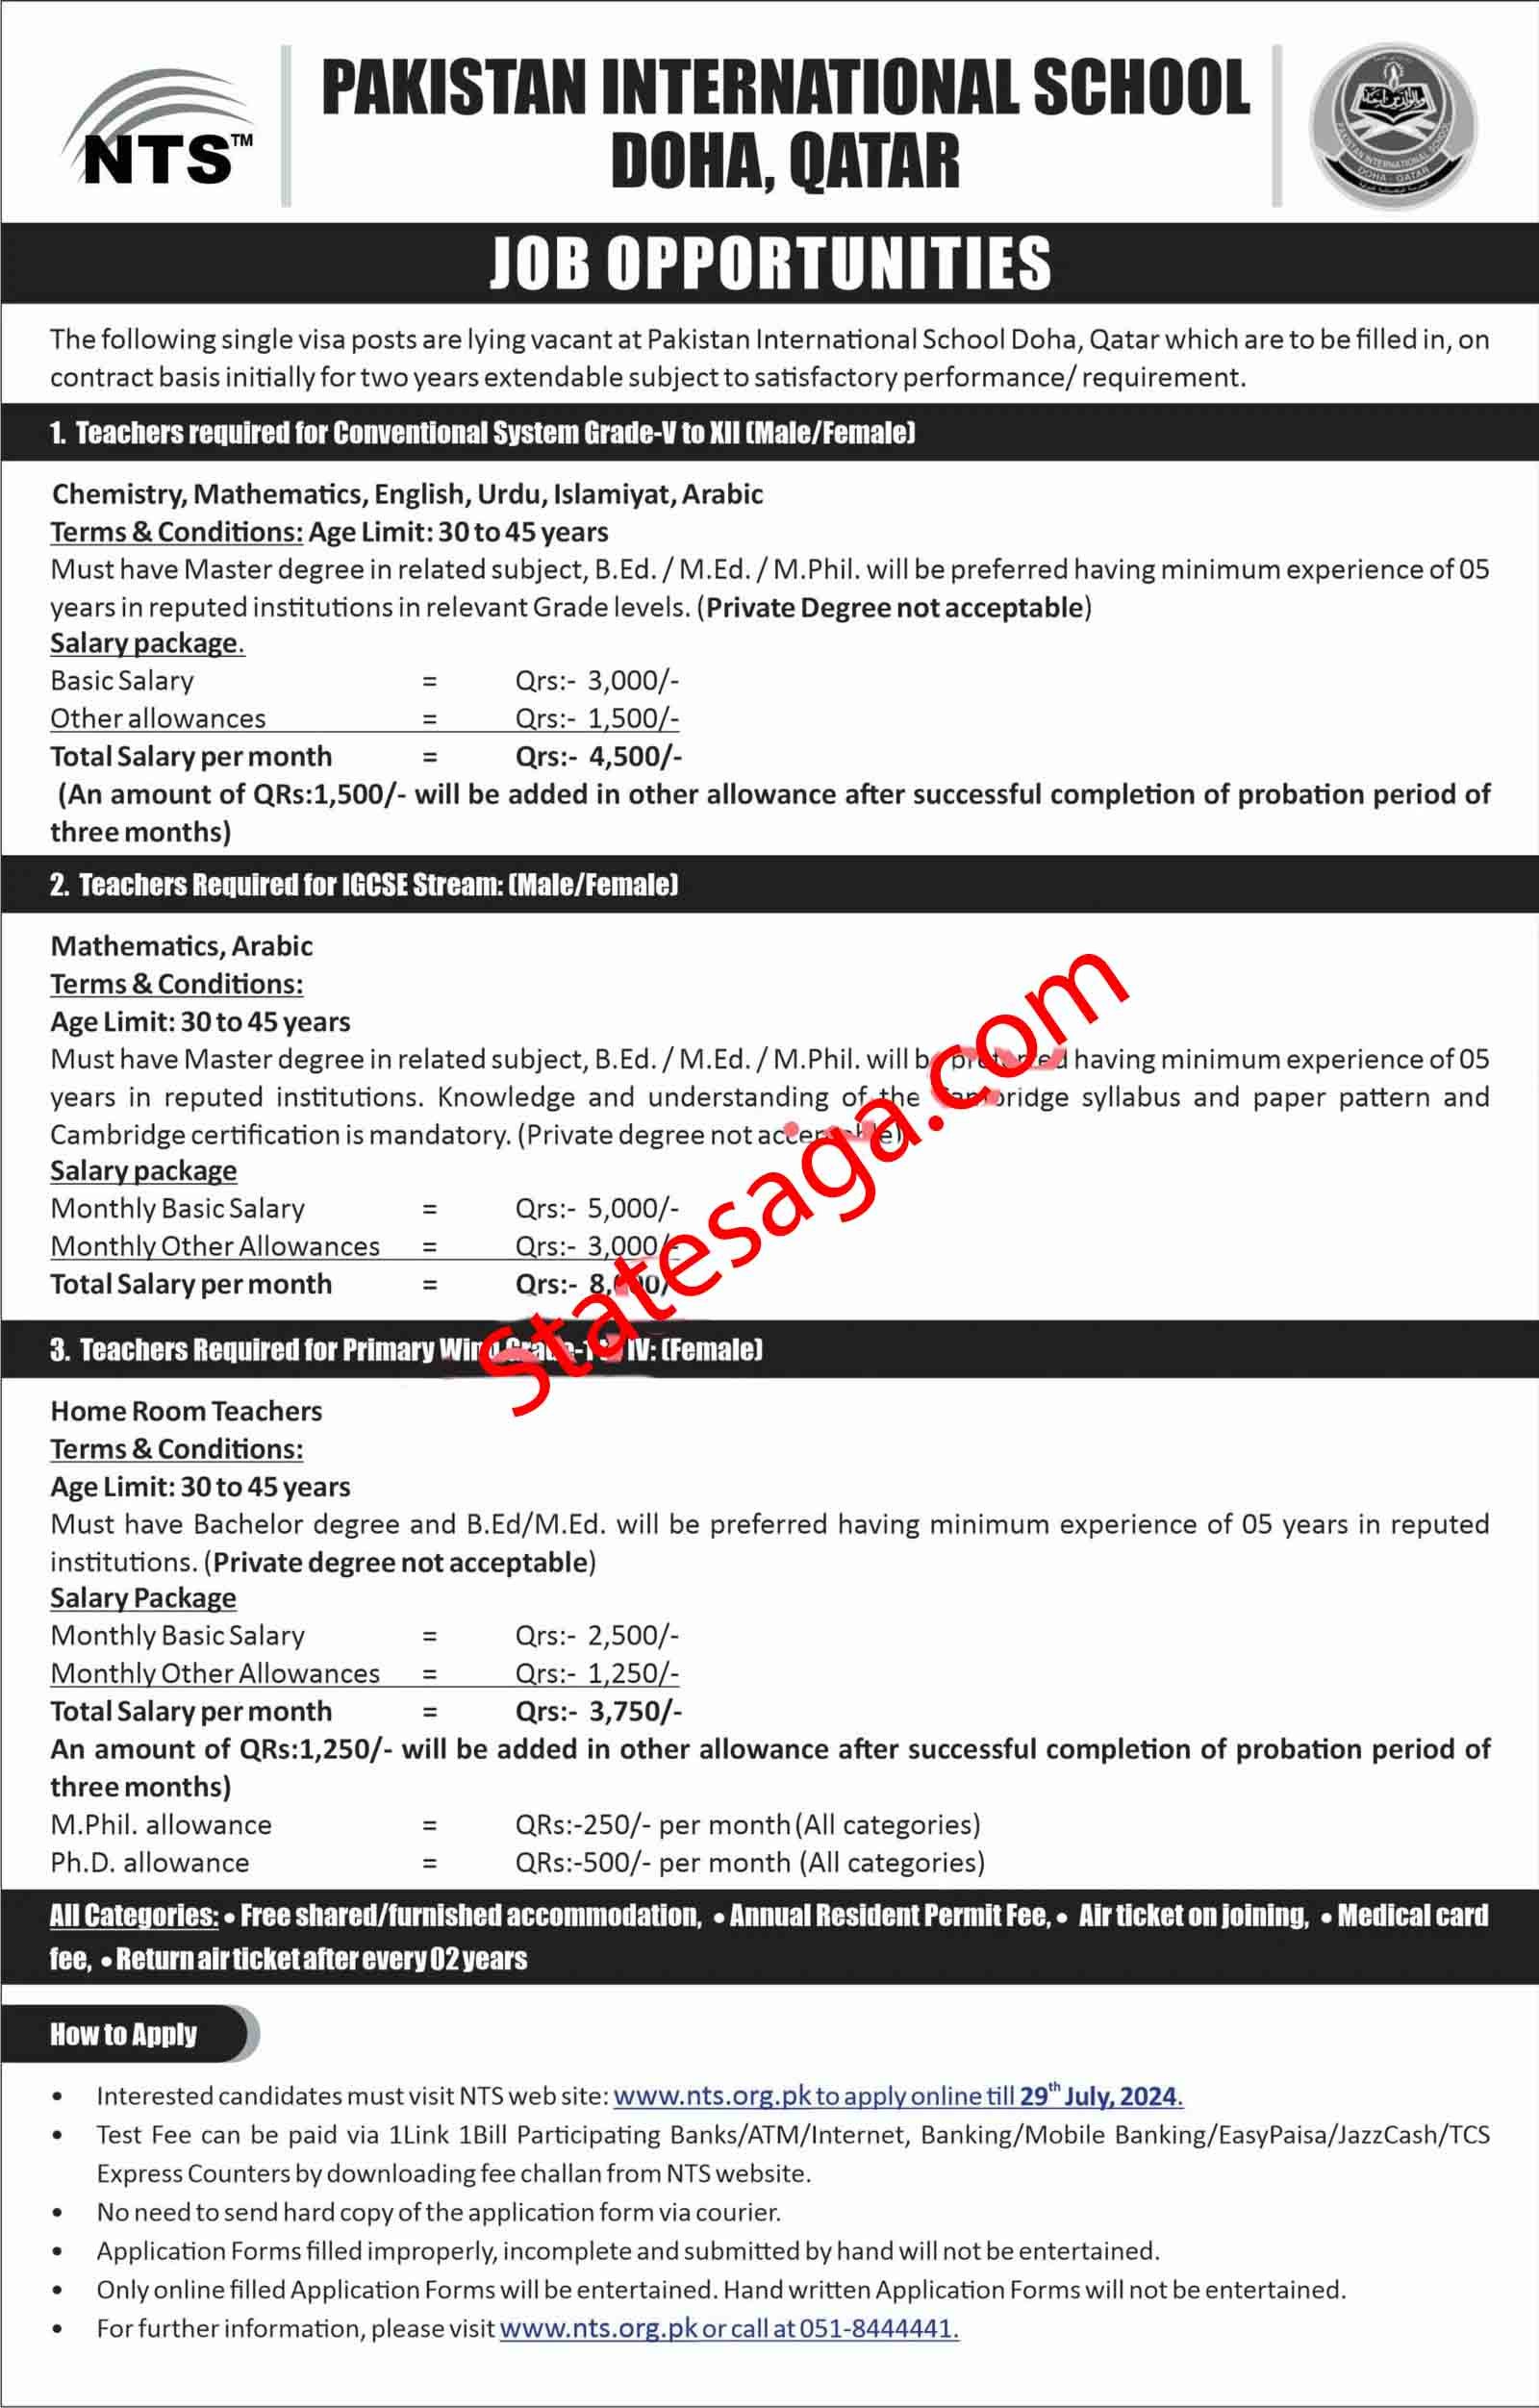 NTS™
PAKISTAN INTERNATIONAL SCHOOL
DOHA, QATAR
PAKISTAN INTERNATIONAL SCHOOL
DOHA - QATAR
JOB OPPORTUNITIES
The following single visa posts are lying vacant at Pakistan International School Doha, Qatar which are to be filled in, on
contract basis initially for two years extendable subject to satisfactory performance/ requirement.
1. Teachers required for Conventional System Grade-V to XII (Male/Female)
Chemistry, Mathematics, English, Urdu, Islamiyat, Arabic
Terms & Conditions: Age Limit: 30 to 45 years
Must have Master degree in related subject, B.Ed. / M.Ed. / M.Phil. will be preferred having minimum experience of 05
years in reputed institutions in relevant Grade levels. (Private Degree not acceptable)
Salary package.
Basic Salary = Qrs:- 3,000/-
Other allowances = Qrs:- 1,500/-
Total Salary per month = Qrs:- 4,500/-
(An amount of QRs:1,500/- will be added in other allowance after successful completion of probation period of
three months)
2. Teachers Required for IGCSE Stream: (Male/Female)
Mathematics, Arabic
Terms & Conditions:
Age Limit: 30 to 45 years
Must have Master degree in related subject, B.Ed. / M.Ed. / M.Phil. will be preferred having minimum experience of 05
years in reputed institutions. Knowledge and understanding of the Cambridge syllabus and paper pattern and
Cambridge certification is mandatory. (Private degree not acceptable)
Salary package
Monthly Basic Salary = Qrs:- 5,000/-
Monthly Other Allowances = Qrs:- 3,000/-
Total Salary per month = Qrs:- 8,000/-
Statesaga.com
3. Teachers Required for Primary Wing Grade-1 to IV: (Female)
Home Room Teachers
Terms & Conditions:
Age Limit: 30 to 45 years
Must have Bachelor degree and B.Ed/M.Ed. will be preferred having minimum experience of 05 years in reputed
institutions. (Private degree not acceptable)
Salary Package
Monthly Basic Salary = Qrs:- 2,500/-
Monthly Other Allowances = Qrs:- 1,250/-
Total Salary per month = Qrs:- 3,750/-
An amount of QRs:1,250/- will be added in other allowance after successful completion of probation period of
three months)
M.Phil. allowance = QRs:-250/- per month (All categories)
Ph.D. allowance = QRs:-500/- per month (All categories)
All Categories: • Free shared/furnished accommodation, • Annual Resident Permit Fee, • Air ticket on joining, • Medical card
fee, • Return air ticket after every 02 years
How to Apply
• Interested candidates must visit NTS web site: www.nts.org.pk to apply online till 29th July, 2024.
• Test Fee can be paid via 1Link 1Bill Participating Banks/ATM/Internet, Banking/Mobile Banking/EasyPaisa/JazzCash/TCS
Express Counters by downloading fee challan from NTS website.
• No need to send hard copy of the application form via courier.
• Application Forms filled improperly, incomplete and submitted by hand will not be entertained.
• Only online filled Application Forms will be entertained. Hand written Application Forms will not be entertained.
• For further information, please visit www.nts.org.pk or call at 051-8444441.